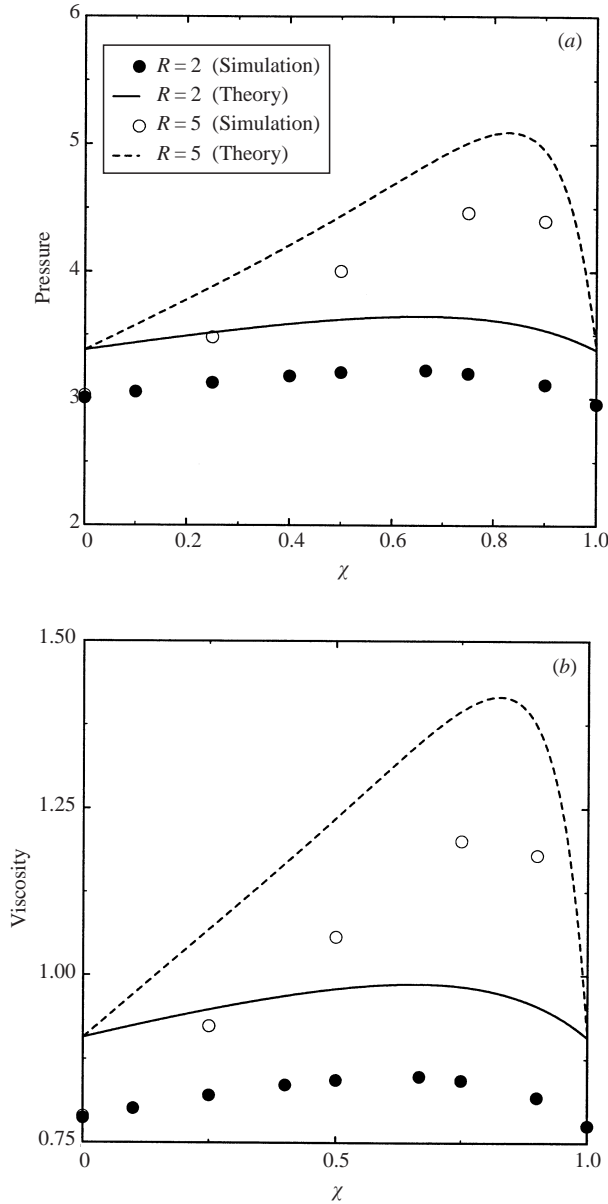 6
(a)
R = 2 (Simulation)
R = 2 (Theory)
R = 5 (Simulation)
R = 5 (Theory)
5
Pressure
4
3
2
0
0.2
0.4
0.6
0.8
1.0
χ
1.50
(b)
1.25
Viscosity
1.00
0.75
0
0.5
1.0
χ